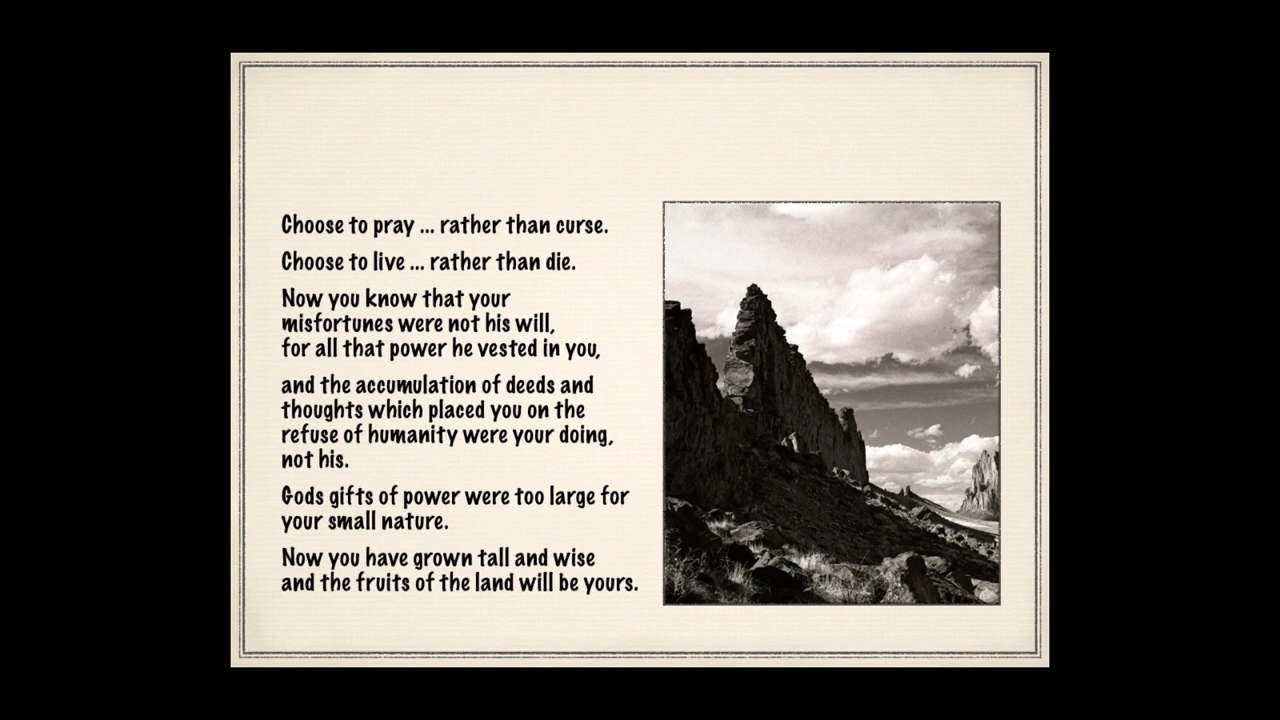 Choose to pray ... rather than curse.
Choose to live ... rather than die.
Now you know that your
misfortunes were not his will,
for all that power he vested in you,
and the accumulation of deeds and
thoughts which placed you on the
refuse of humanity were your doing,
not his.
Gods gifts of power were too large for
your small nature.
Now you have grown tall and wise
and the fruits of the land will be yours.